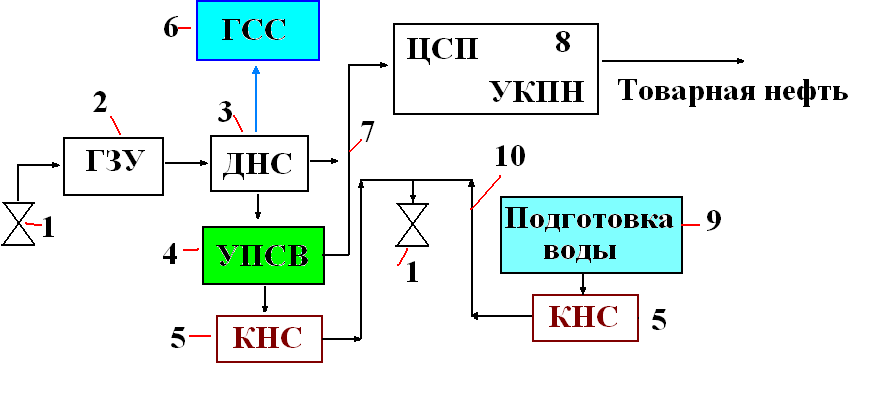 6
ГСС
ЦСП
8
УКПН
Товарная нефть
2
ГЗУ
3
ДНС
7
10
1
4
УПСВ
1
Подготовка
воды
9
5
КНС
КНС
5